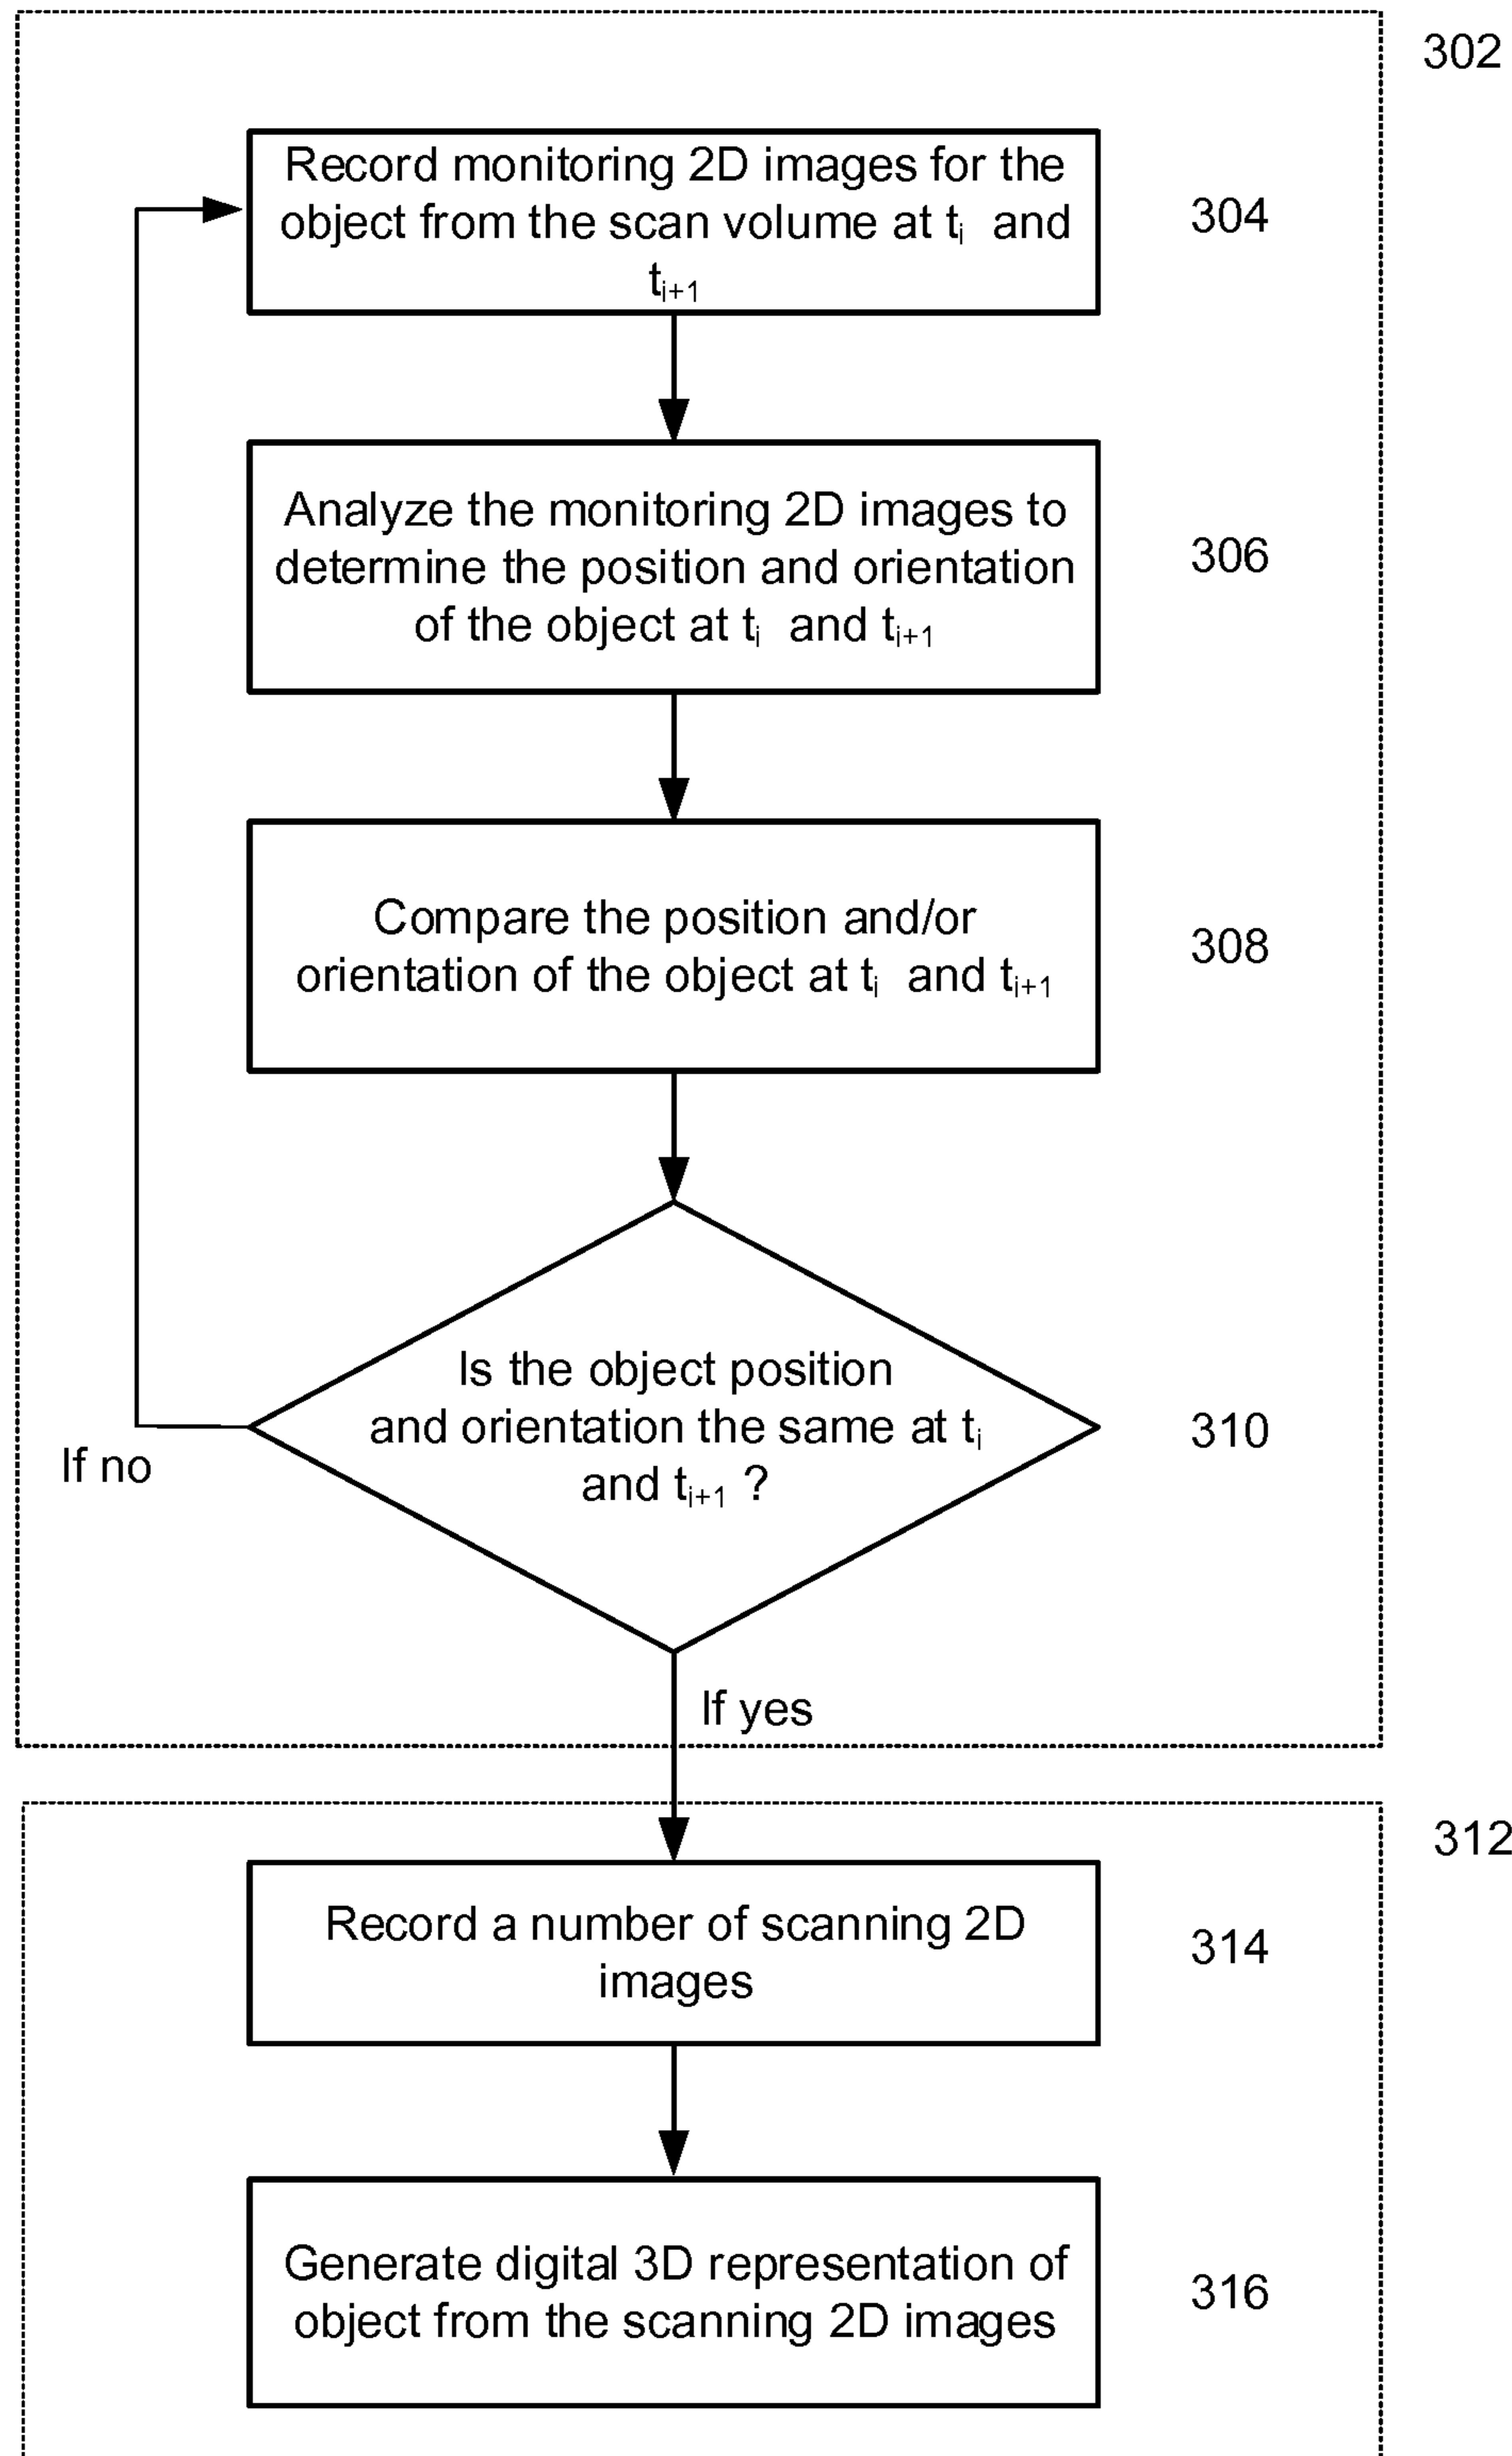 302
Record monitoring 2D images for the
object from the scan volume at tᵢ and
tᵢ₊₁
304
Analyze the monitoring 2D images to
determine the position and orientation
of the object at tᵢ and tᵢ₊₁
306
Compare the position and/or
orientation of the object at tᵢ and tᵢ₊₁
308
Is the object position
and orientation the same at tᵢ
and tᵢ₊₁ ?
310
If no
If yes
312
Record a number of scanning 2D
images
314
Generate digital 3D representation of
object from the scanning 2D images
316